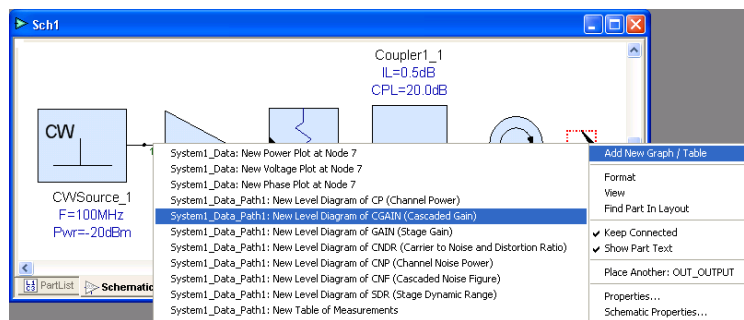 Sch1
Coupler1_1
IL=0.5dB
CPL=20.0dB
CW
CWSource_1
F=100MHz
Pwr=-20dBm
System1_Data: New Power Plot at Node 7
System1_Data: New Voltage Plot at Node 7
System1_Data: New Phase Plot at Node 7
System1_Data_Path1: New Level Diagram of CP (Channel Power)
System1_Data_Path1: New Level Diagram of CGAIN (Cascaded Gain)
System1_Data_Path1: New Level Diagram of GAIN (Stage Gain)
System1_Data_Path1: New Level Diagram of CNDR (Carrier to Noise and Distortion Ratio)
System1_Data_Path1: New Level Diagram of CNP (Channel Noise Power)
System1_Data_Path1: New Level Diagram of CNF (Cascaded Noise Figure)
System1_Data_Path1: New Level Diagram of SDR (Stage Dynamic Range)
System1_Data_Path1: New Table of Measurements
Add New Graph / Table
Format
View
Find Part In Layout
Keep Connected
Show Part Text
Place Another: OUT_OUTPUT
Properties...
Schematic Properties...
PartList
Schematic